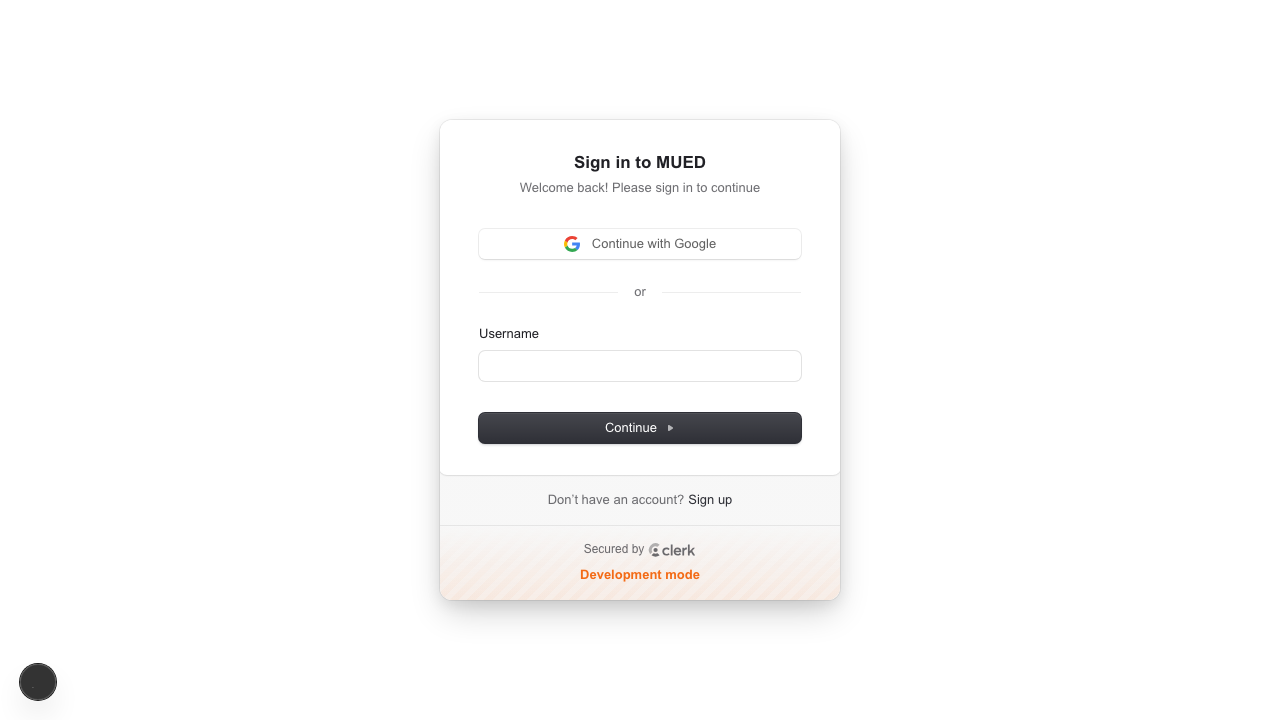 Sign in to MUED
Welcome back! Please sign in to continue
Continue with Google
or
Username
Continue
Don’t have an account? Sign up
Secured by clerk
Development mode